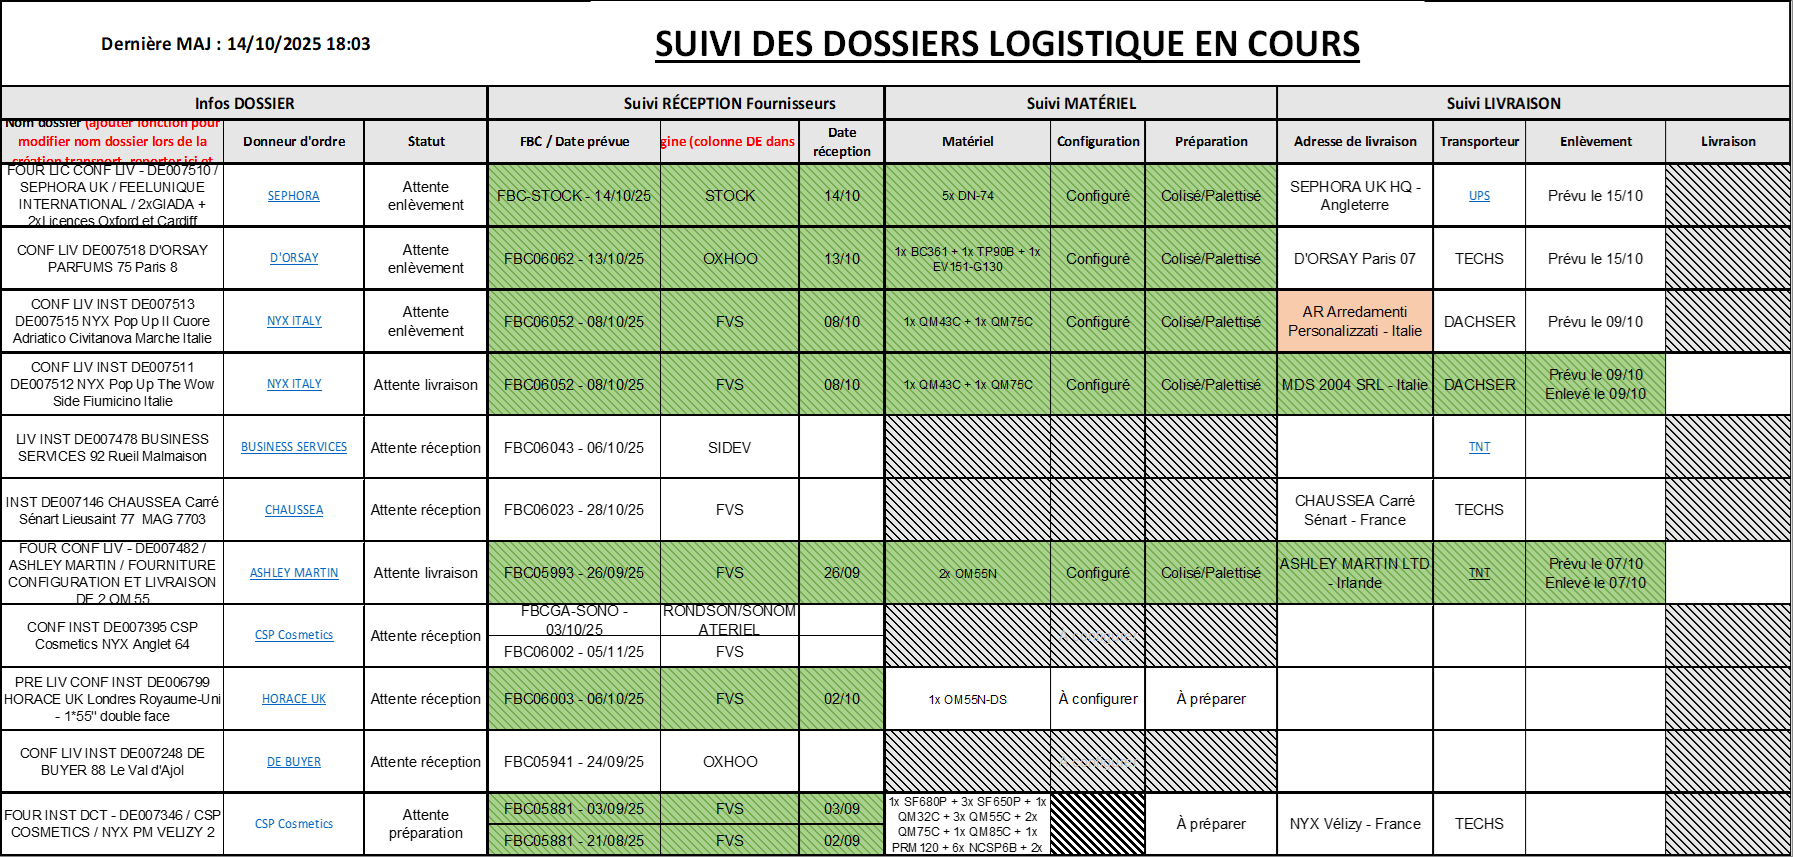 Dernière MAJ : 14/10/2025 18:03
SUIVI DES DOSSIERS LOGISTIQUE EN COURS
Infos DOSSIER
Suivi RÉCEPTION Fournisseurs
Suivi MATÉRIEL
Suivi LIVRAISON
Nom dossier (ajouter fonction pour
modifier nom dossier lors de la
création transport, reporter ici et
Donneur d'ordre
Statut
FBC / Date prévue
gine (colonne DE dans
Date
réception
Matériel
Configuration
Préparation
Adresse de livraison
Transporteur
Enlèvement
Livraison
FOUR LIC CONF LIV - DE007510 /
SEPHORA UK / FEELUNIQUE
INTERNATIONAL / 2xGIADA +
2xLicences Oxford et Cardiff
SEPHORA
Attente
enlèvement
FBC-STOCK - 14/10/25
STOCK
14/10
5x DN-74
Configuré
Colisé/Palettisé
SEPHORA UK HQ -
Angleterre
UPS
Prévu le 15/10
CONF LIV DE007518 D'ORSAY
PARFUMS 75 Paris 8
D'ORSAY
Attente
enlèvement
FBC06062 - 13/10/25
OXHOO
13/10
1x BC361 + 1x TP90B + 1x
EV151-G130
Configuré
Colisé/Palettisé
D'ORSAY Paris 07
TECHS
Prévu le 15/10
CONF LIV INST DE007513
DE007515 NYX Pop Up Il Cuore
Adriatico Civitanova Marche Italie
NYX ITALY
Attente
enlèvement
FBC06052 - 08/10/25
FVS
08/10
1x QM43C + 1x QM75C
Configuré
Colisé/Palettisé
AR Arredamenti
Personalizzati - Italie
DACHSER
Prévu le 09/10
CONF LIV INST DE007511
DE007512 NYX Pop Up The Wow
Side Fiumicino Italie
NYX ITALY
Attente livraison
FBC06052 - 08/10/25
FVS
08/10
1x QM43C + 1x QM75C
Configuré
Colisé/Palettisé
MDS 2004 SRL - Italie
DACHSER
Prévu le 09/10
Enlevé le 09/10
LIV INST DE007478 BUSINESS
SERVICES 92 Rueil Malmaison
BUSINESS SERVICES
Attente réception
FBC06043 - 06/10/25
SIDEV
TNT
INST DE007146 CHAUSSEA Carré
Sénart Lieusaint 77 MAG 7703
CHAUSSEA
Attente réception
FBC06023 - 28/10/25
FVS
CHAUSSEA Carré
Sénart - France
TECHS
FOUR CONF LIV - DE007482 /
ASHLEY MARTIN / FOURNITURE
CONFIGURATION ET LIVRAISON
DE 2 OM 55
ASHLEY MARTIN
Attente livraison
FBC05993 - 26/09/25
FVS
26/09
2x OM55N
Configuré
Colisé/Palettisé
ASHLEY MARTIN LTD
- Irlande
TNT
Prévu le 07/10
Enlevé le 07/10
CONF INST DE007395 CSP
Cosmetics NYX Anglet 64
CSP Cosmetics
Attente réception
FBCGA-SONO -
03/10/25
RONDSON/SONOM
ATERIEL
FBC06002 - 05/11/25
FVS
À configurer
PRE LIV CONF INST DE006799
HORACE UK Londres Royaume-Uni
- 1*55" double face
HORACE UK
Attente réception
FBC06003 - 06/10/25
FVS
02/10
1x OM55N-DS
À configurer
À préparer
CONF LIV INST DE007248 DE
BUYER 88 Le Val d'Ajol
DE BUYER
Attente réception
FBC05941 - 24/09/25
OXHOO
À configurer
FOUR INST DCT - DE007346 / CSP
COSMETICS / NYX PM VELIZY 2
CSP Cosmetics
Attente
préparation
FBC05881 - 03/09/25
FVS
03/09
FBC05881 - 21/08/25
FVS
02/09
1x SF680P + 3x SF650P + 1x
QM32C + 3x QM55C + 2x
QM75C + 1x QM85C + 1x
PRM120 + 6x NCSP6B + 2x
À préparer
NYX Vélizy - France
TECHS